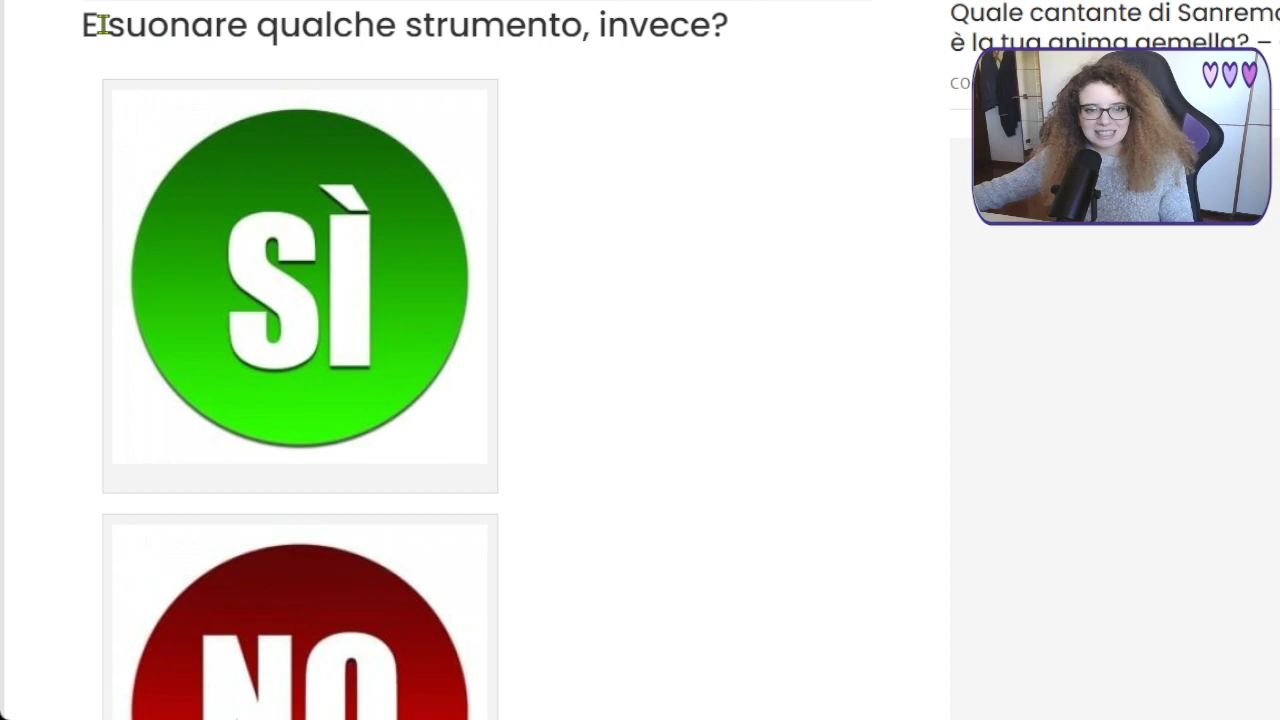 E suonare qualche strumento, invece?
SÌ
NO
Quale cantante di Sanremo
è la tua anima gemella? –